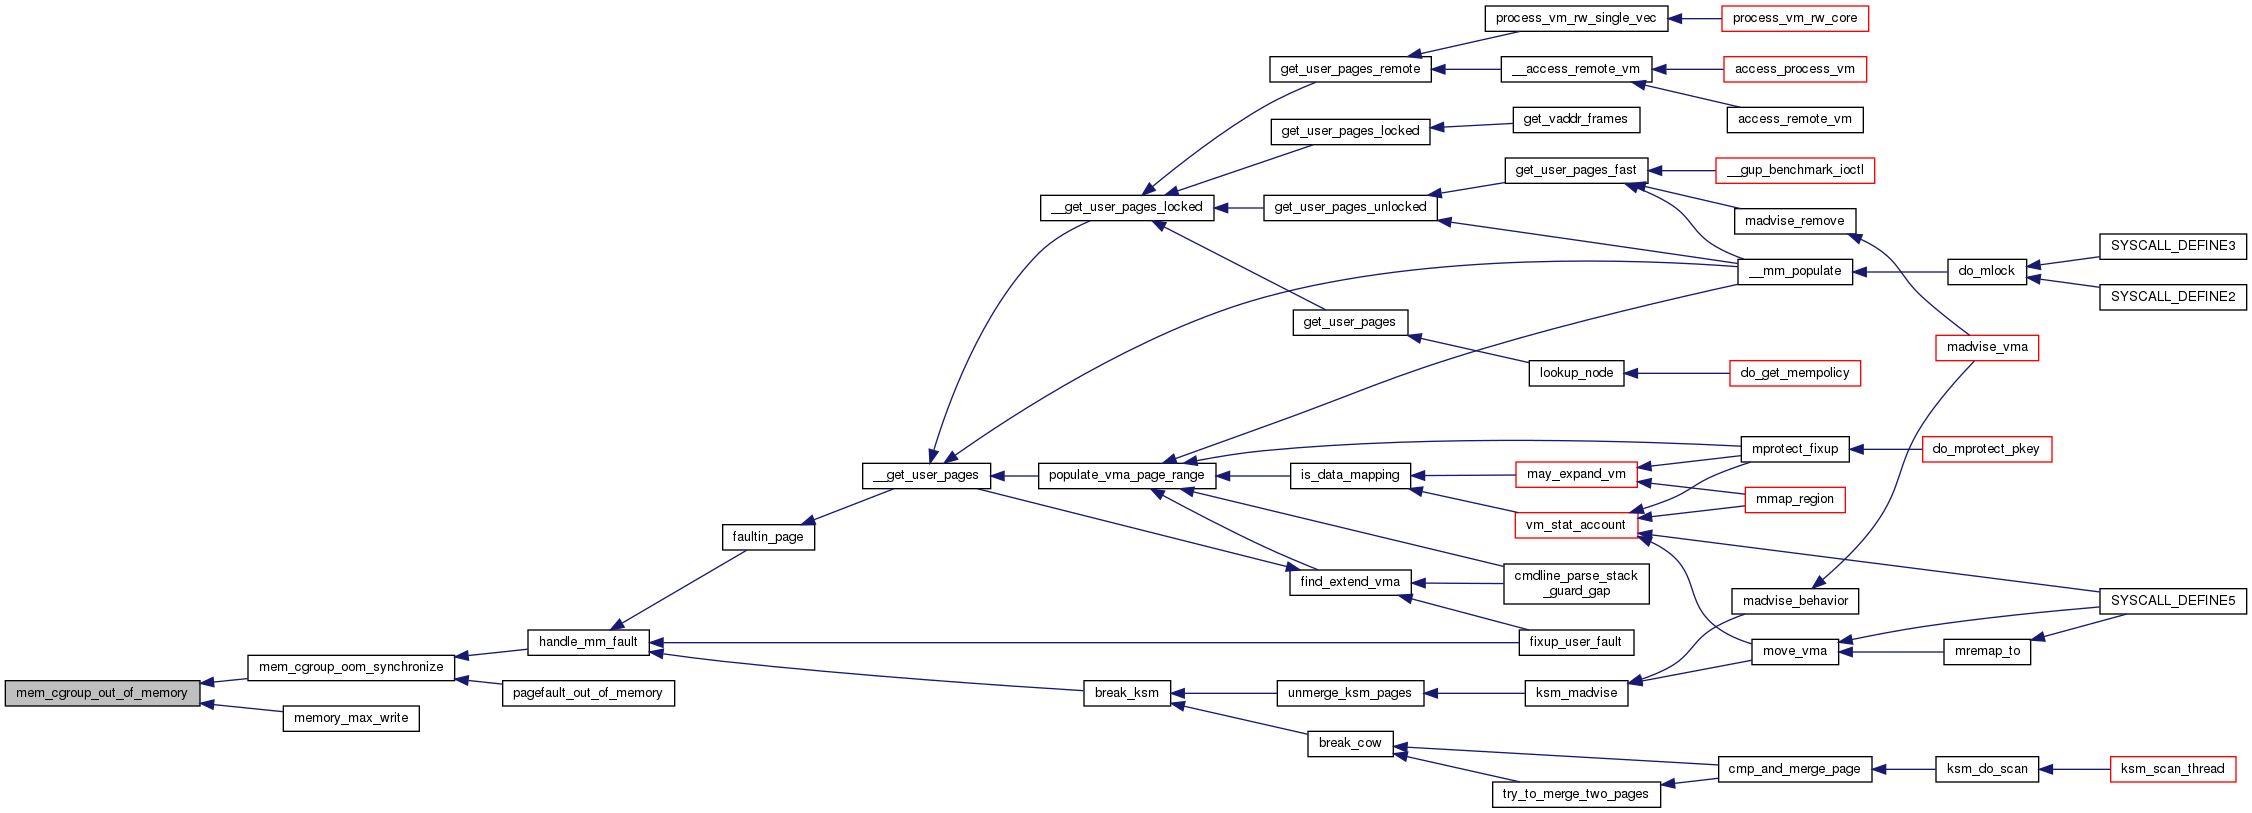 process_vm_rw_single_vec
process_vm_rw_core
get_user_pages_remote
__access_remote_vm
access_process_vm
access_remote_vm
get_user_pages_locked
get_vaddr_frames
get_user_pages_fast
__gup_benchmark_ioctl
__get_user_pages_locked
get_user_pages_unlocked
madvise_remove
SYSCALL_DEFINE3
__mm_populate
do_mlock
SYSCALL_DEFINE2
get_user_pages
madvise_vma
lookup_node
do_get_mempolicy
mprotect_fixup
do_mprotect_pkey
__get_user_pages
populate_vma_page_range
is_data_mapping
may_expand_vm
mmap_region
vm_stat_account
faultin_page
find_extend_vma
cmdline_parse_stack
_guard_gap
madvise_behavior
SYSCALL_DEFINE5
handle_mm_fault
fixup_user_fault
move_vma
mremap_to
mem_cgroup_oom_synchronize
mem_cgroup_out_of_memory
pagefault_out_of_memory
break_ksm
unmerge_ksm_pages
ksm_madvise
memory_max_write
break_cow
cmp_and_merge_page
ksm_do_scan
ksm_scan_thread
try_to_merge_two_pages